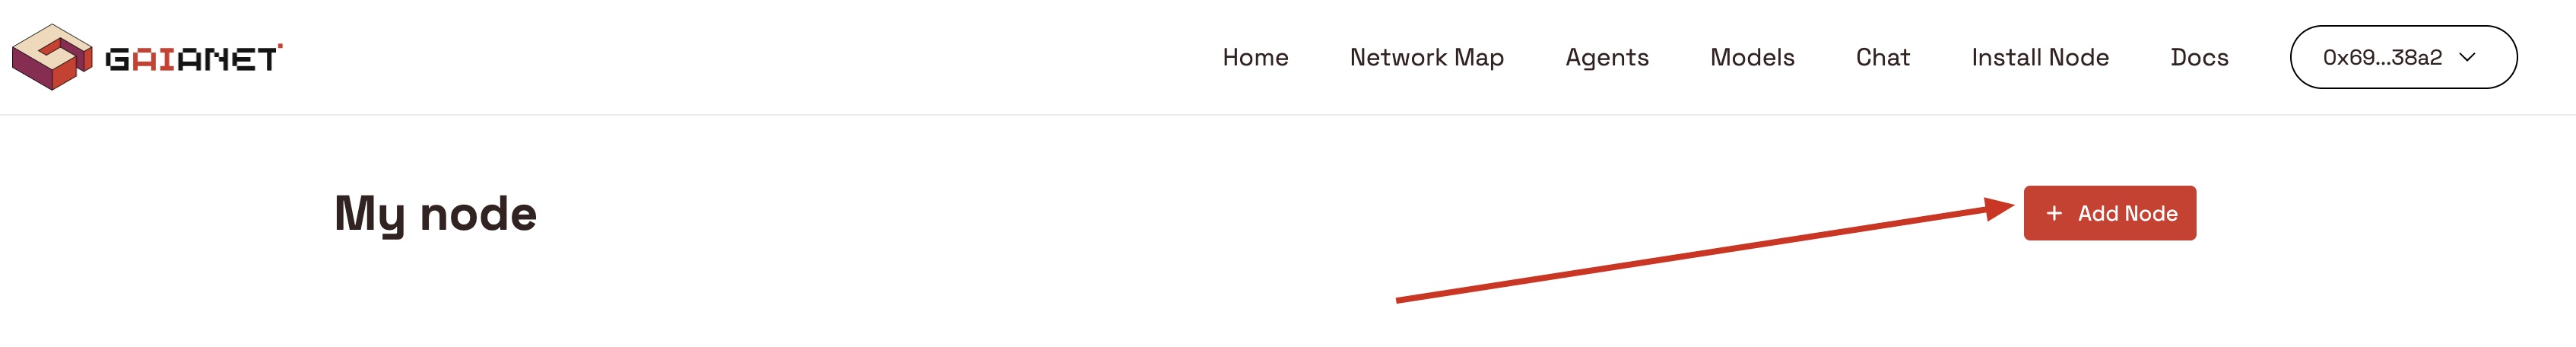 GAIANET
Home Network Map Agents Models Chat Install Node Docs 0x69...38a2
My node
+ Add Node